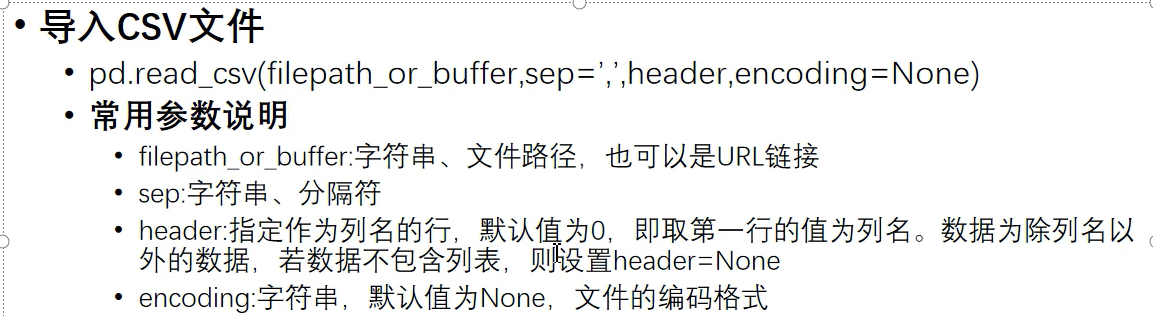 • 导入CSV文件
• pd.read_csv(filepath_or_buffer,sep=’,’,header,encoding=None)
• 常用参数说明
• filepath_or_buffer:字符串、文件路径，也可以是URL链接
• sep:字符串、分隔符
• header:指定作为列名的行，默认值为0，即取第一行的值为列名。数据为除列名以
外的数据，若数据不包含列表，则设置header=None
• encoding:字符串，默认值为None，文件的编码格式